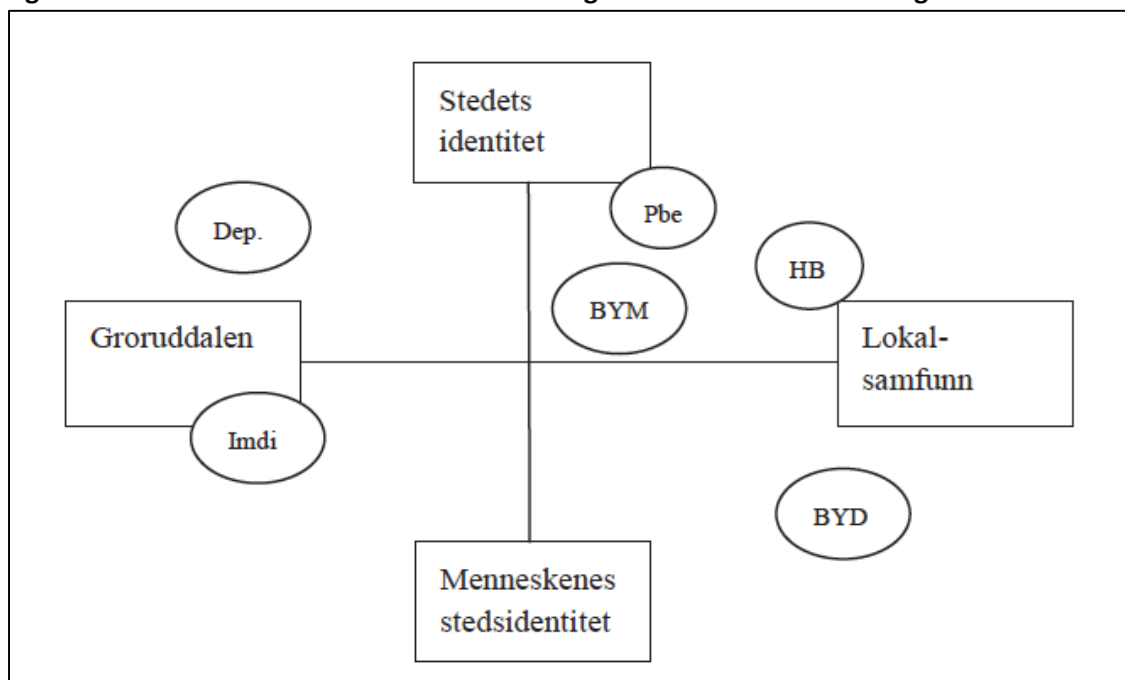 Stedets
identitet
Pbe
Dep.
HB
BYM
Groruddalen
Lokal-
samfunn
Imdi
BYD
Menneskenes
stedsidentitet